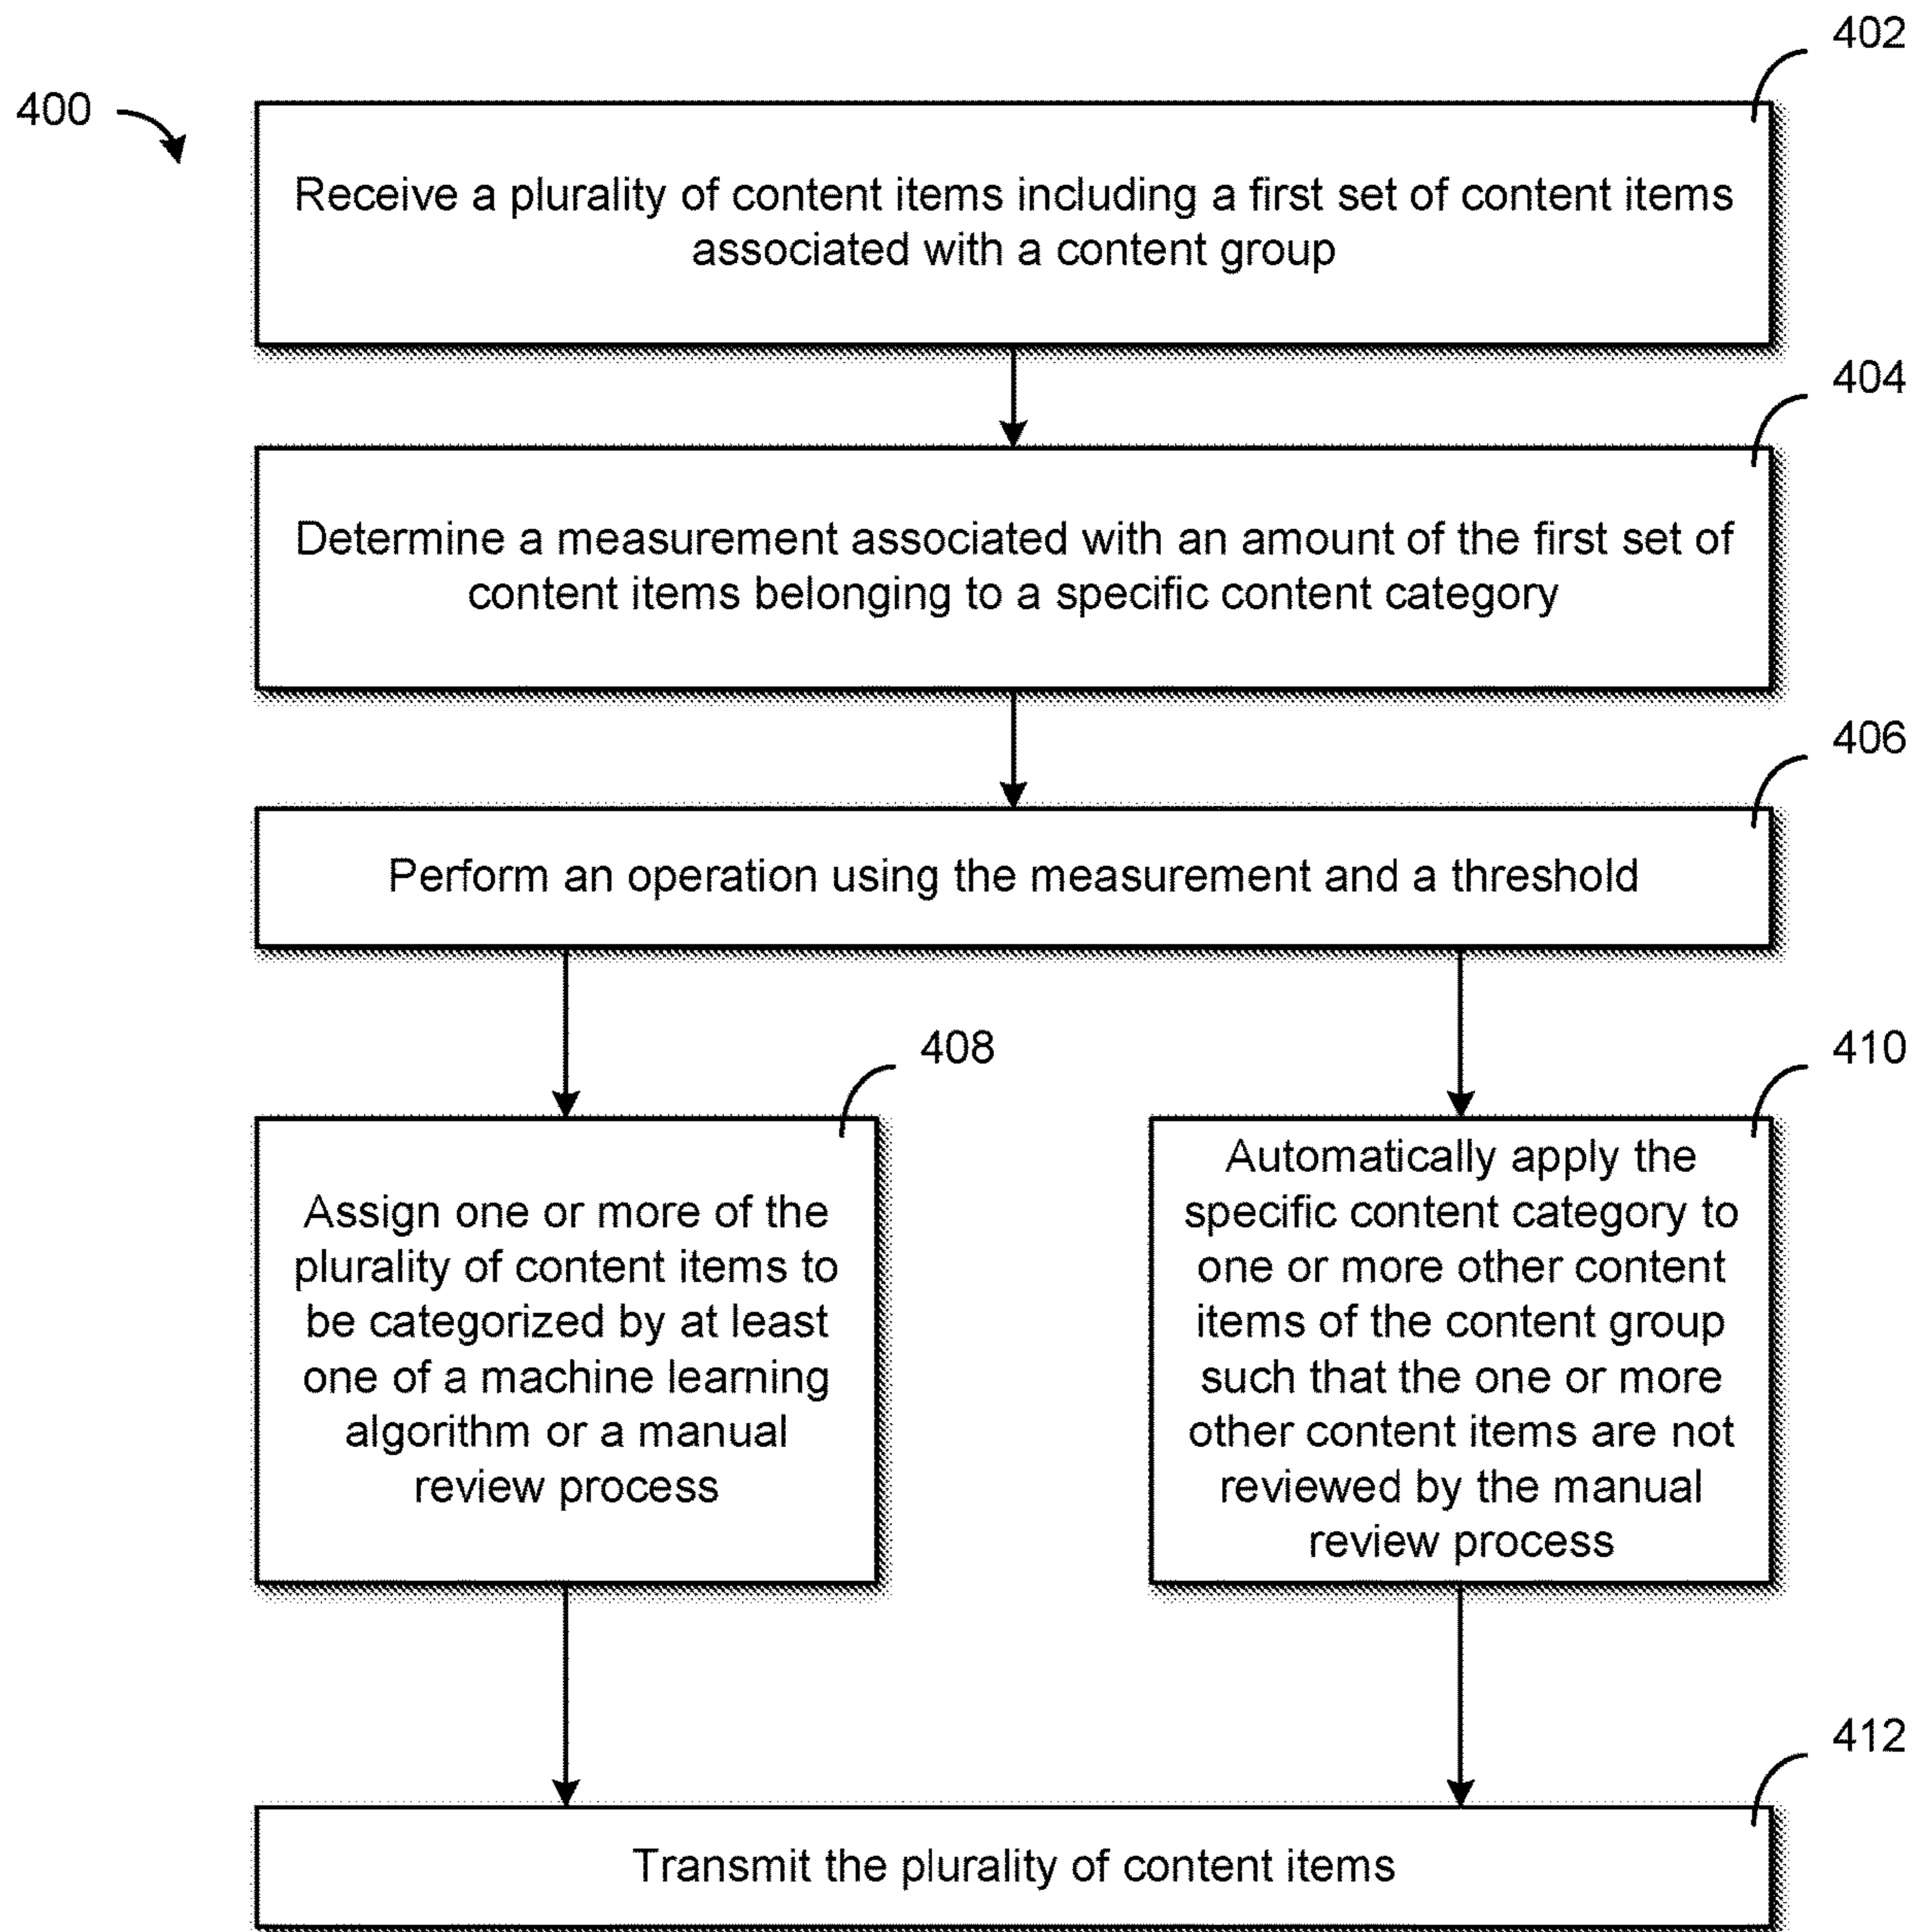 402
400
Receive a plurality of content items including a first set of content items
associated with a content group
404
Determine a measurement associated with an amount of the first set of
content items belonging to a specific content category
406
Perform an operation using the measurement and a threshold
408
Assign one or more of the
plurality of content items to
be categorized by at least
one of a machine learning
algorithm or a manual
review process
410
Automatically apply the
specific content category to
one or more other content
items of the content group
such that the one or more
other content items are not
reviewed by the manual
review process
412
Transmit the plurality of content items